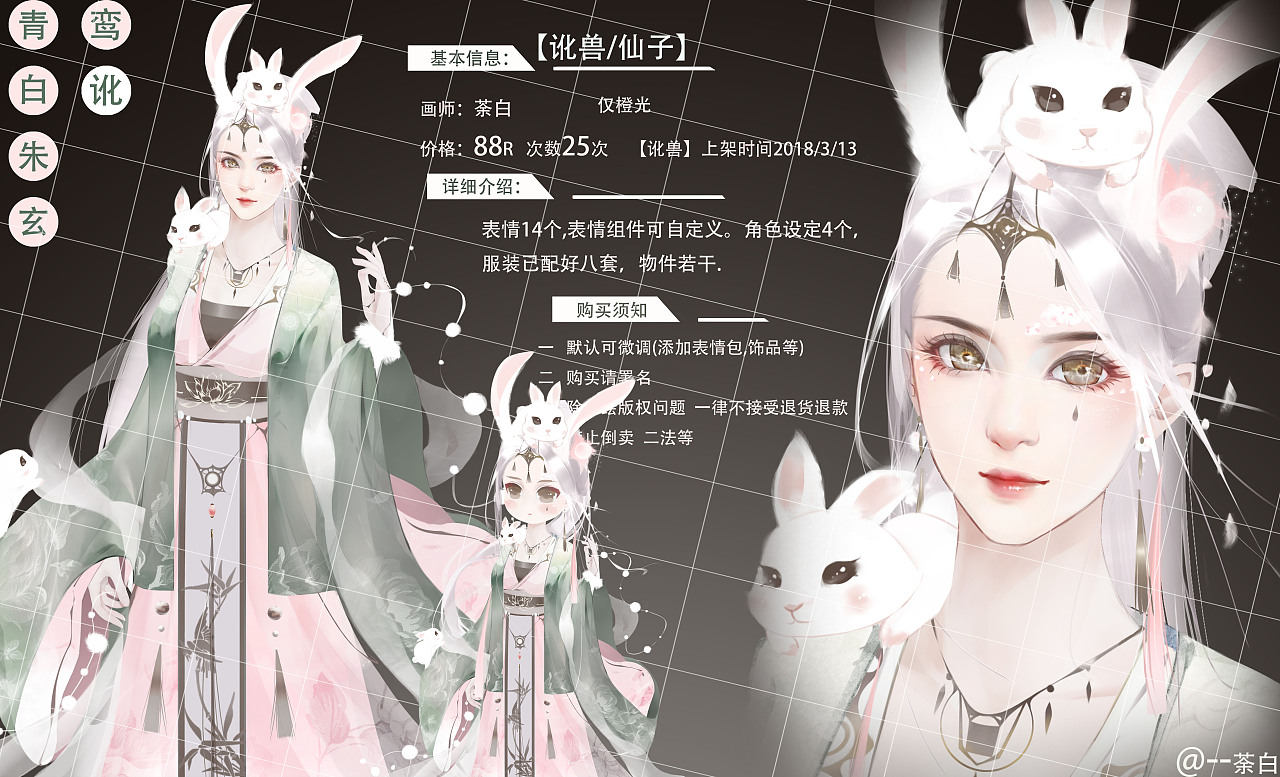 青 鸾
白 讹
朱
玄
基本信息:
【讹兽/仙子】
画师: 茶白
仅橙光
价格: 88R 次数25次 【讹兽】上架时间2018/3/13
详细介绍:
表情14个,表情组件可自定义。角色设定4个,
服装已配好八套，物件若干.
购买须知
一 默认可微调(添加表情包,饰品等)
二 购买请署名
除 版权问题 一律不接受退货退款
止倒卖 二法等
@--茶白